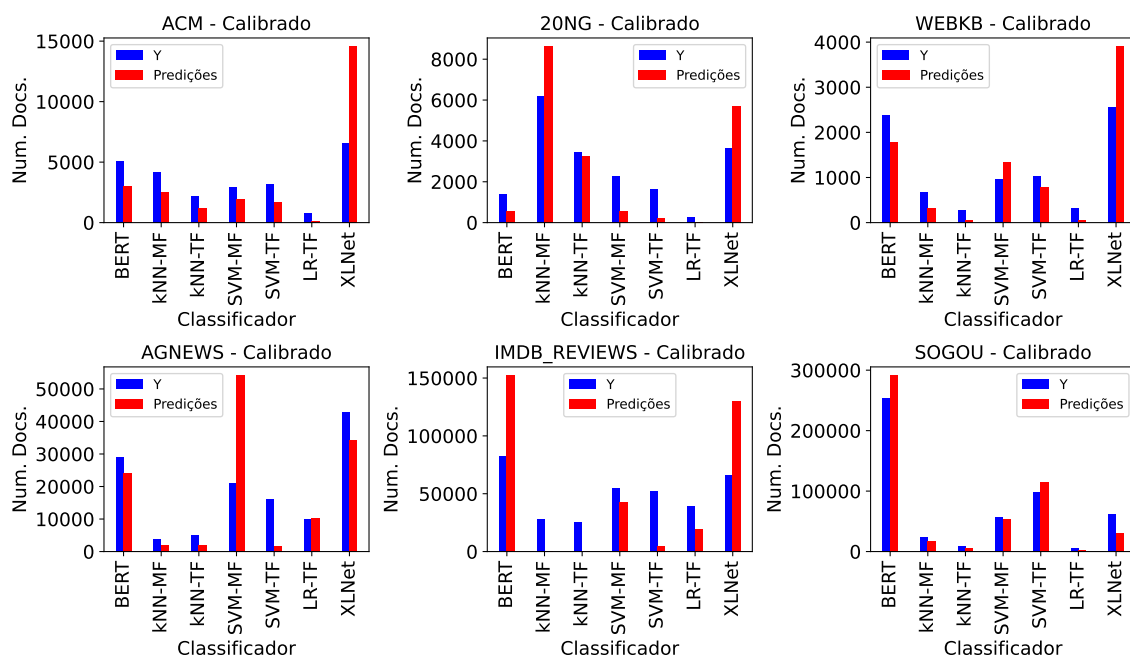 ACM - Calibrado
Num. Docs.
15000
10000
5000
0
Y
Predições
BERT
kNN-MF
kNN-TF
SVM-MF
SVM-TF
LR-TF
XLNet
Classificador
20NG - Calibrado
Num. Docs.
8000
6000
4000
2000
0
Y
Predições
BERT
kNN-MF
kNN-TF
SVM-MF
SVM-TF
LR-TF
XLNet
Classificador
WEBKB - Calibrado
Num. Docs.
4000
3000
2000
1000
0
Y
Predições
BERT
kNN-MF
kNN-TF
SVM-MF
SVM-TF
LR-TF
XLNet
Classificador
AGNEWS - Calibrado
Num. Docs.
50000
40000
30000
20000
10000
0
Y
Predições
BERT
kNN-MF
kNN-TF
SVM-MF
SVM-TF
LR-TF
XLNet
Classificador
IMDB_REVIEWS - Calibrado
Num. Docs.
150000
100000
50000
0
Y
Predições
BERT
kNN-MF
kNN-TF
SVM-MF
SVM-TF
LR-TF
XLNet
Classificador
SOGOU - Calibrado
Num. Docs.
300000
200000
100000
0
Y
Predições
BERT
kNN-MF
kNN-TF
SVM-MF
SVM-TF
LR-TF
XLNet
Classificador